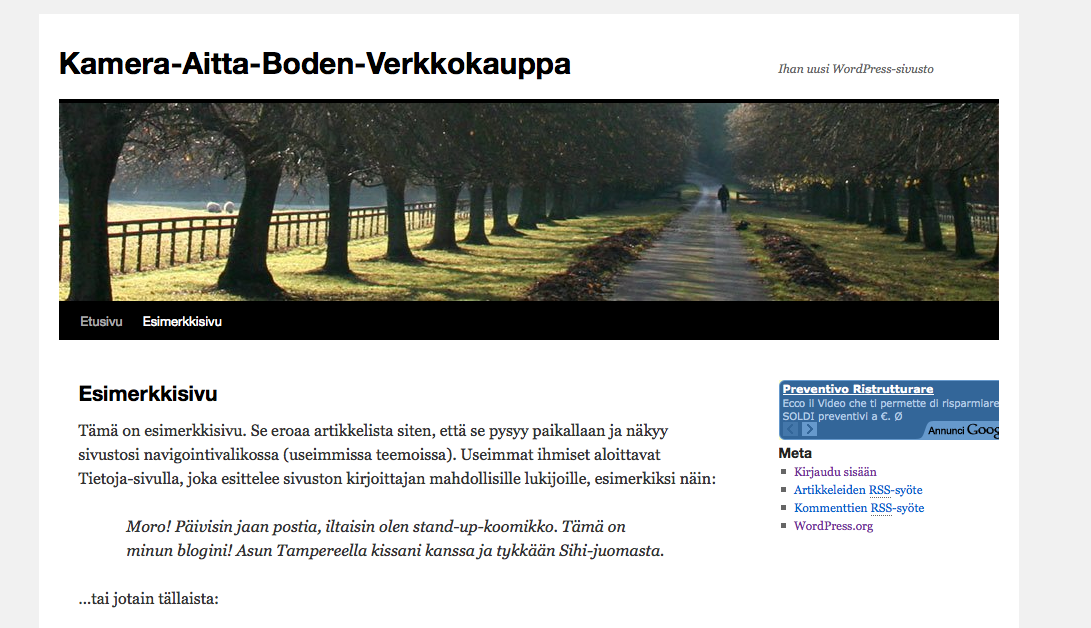 Kamera-Aitta-Boden-Verkkokauppa
Ihan uusi WordPress-sivusto
Etusivu Esimerkkisivu
Esimerkkisivu
Tämä on esimerkkisivu. Se eroaa artikkelista siten, että se pysyy paikallaan ja näkyy
sivustosi navigointivalikossa (useimmissa teemoissa). Useimmat ihmiset aloittavat
Tietoja-sivulla, joka esittelee sivuston kirjoittajan mahdollisille lukijoille, esimerkiksi näin:
Moro! Päivisin jaan postia, iltaisin olen stand-up-koomikko. Tämä on
minun blogini! Asun Tampereella kissani kanssa ja tykkään Sihi-juomasta.
...tai jotain tällaista:
Preventivo Ristrutturare
Ecco il Video che ti permette di risparmiare
SOLDI preventivi a €. Ø
Annunci Goog
Meta
Kirjaudu sisään
Artikkeleiden RSS-syöte
Kommenttien RSS-syöte
WordPress.org